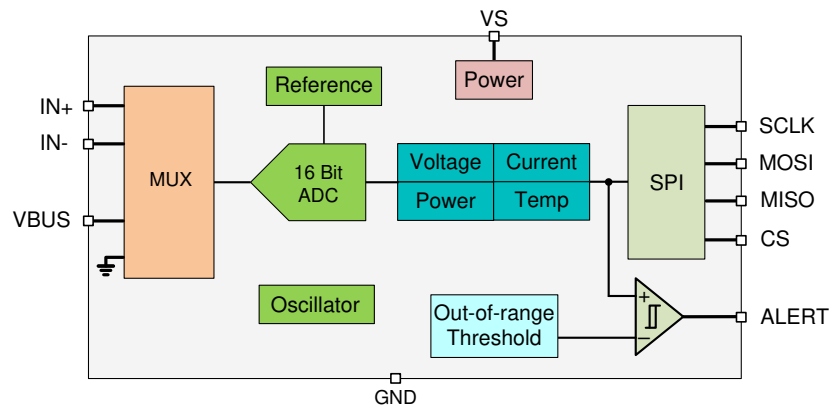 VS
Power
Reference
IN+
IN-
VBUS
MUX
16 Bit
ADC
Voltage
Current
Power
Temp
SPI
SCLK
MOSI
MISO
CS
Oscillator
Out-of-range
Threshold
+
−
ALERT
GND